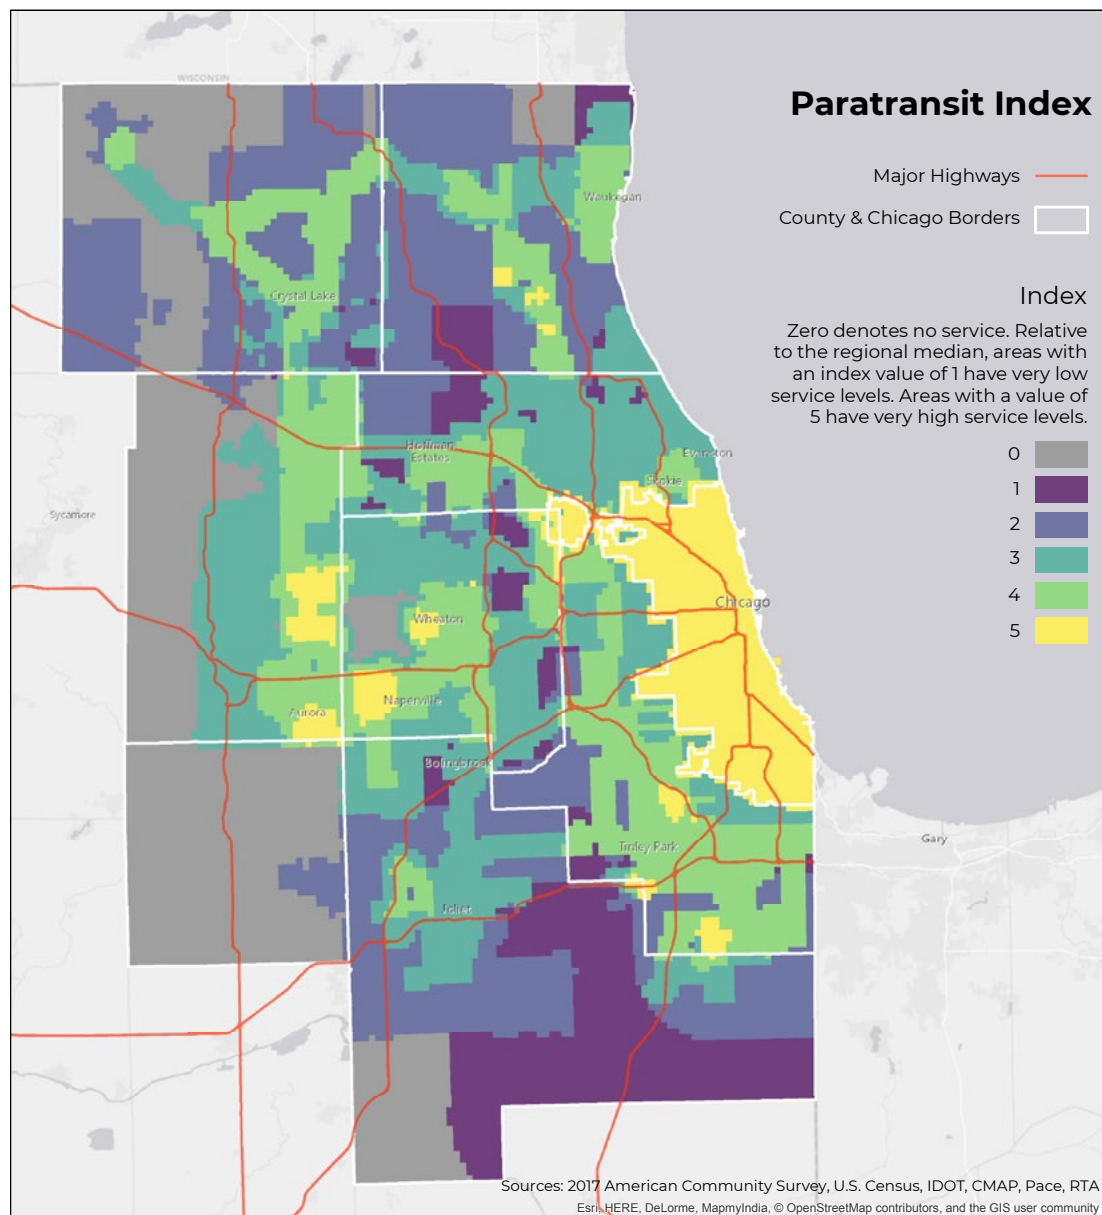 Paratransit Index
Major Highways
County & Chicago Borders
Index
Zero denotes no service. Relative
to the regional median, areas with
an index value of 1 have very low
service levels. Areas with a value of
5 have very high service levels.
0
1
2
3
4
5
WISCONSIN
Waukegan
Crystal Lake
Hoffman
Estates
Evanston
Skokie
Sycamore
Chicago
Wheaton
Naperville
Aurora
Bolingbrook
Gary
Tinley Park
Joliet
Sources: 2017 American Community Survey, U.S. Census, IDOT, CMAP, Pace, RTA
Esri, HERE, DeLorme, MapmyIndia, © OpenStreetMap contributors, and the GIS user community